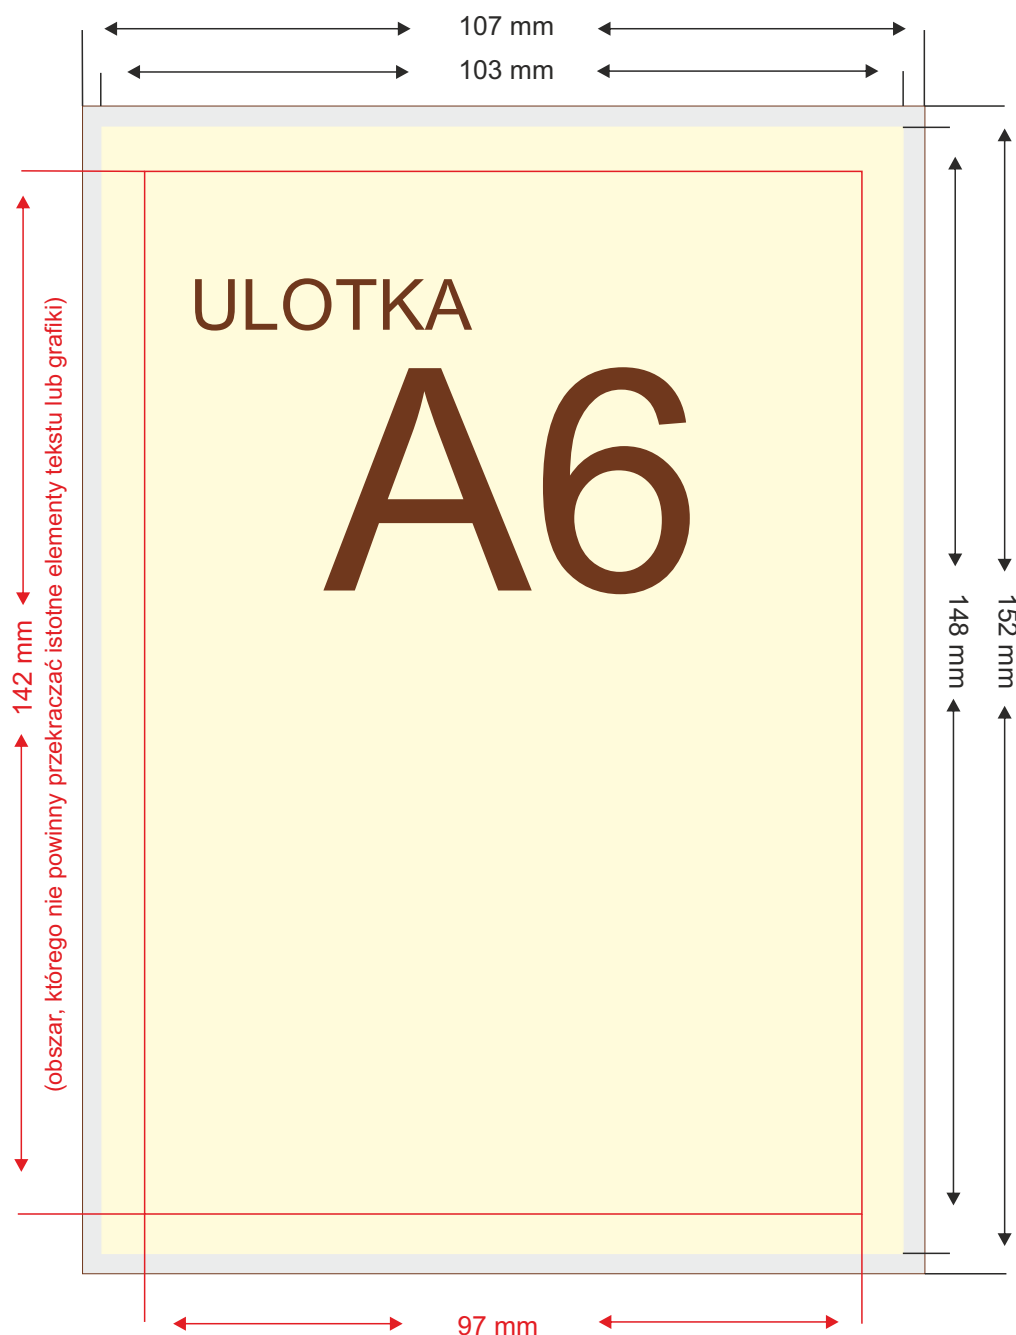 107 mm
103 mm
ULOTKA
A6
148 mm
152 mm
142 mm
(obszar, którego nie powinny przekraczać istotne elementy tekstu lub grafiki)
97 mm